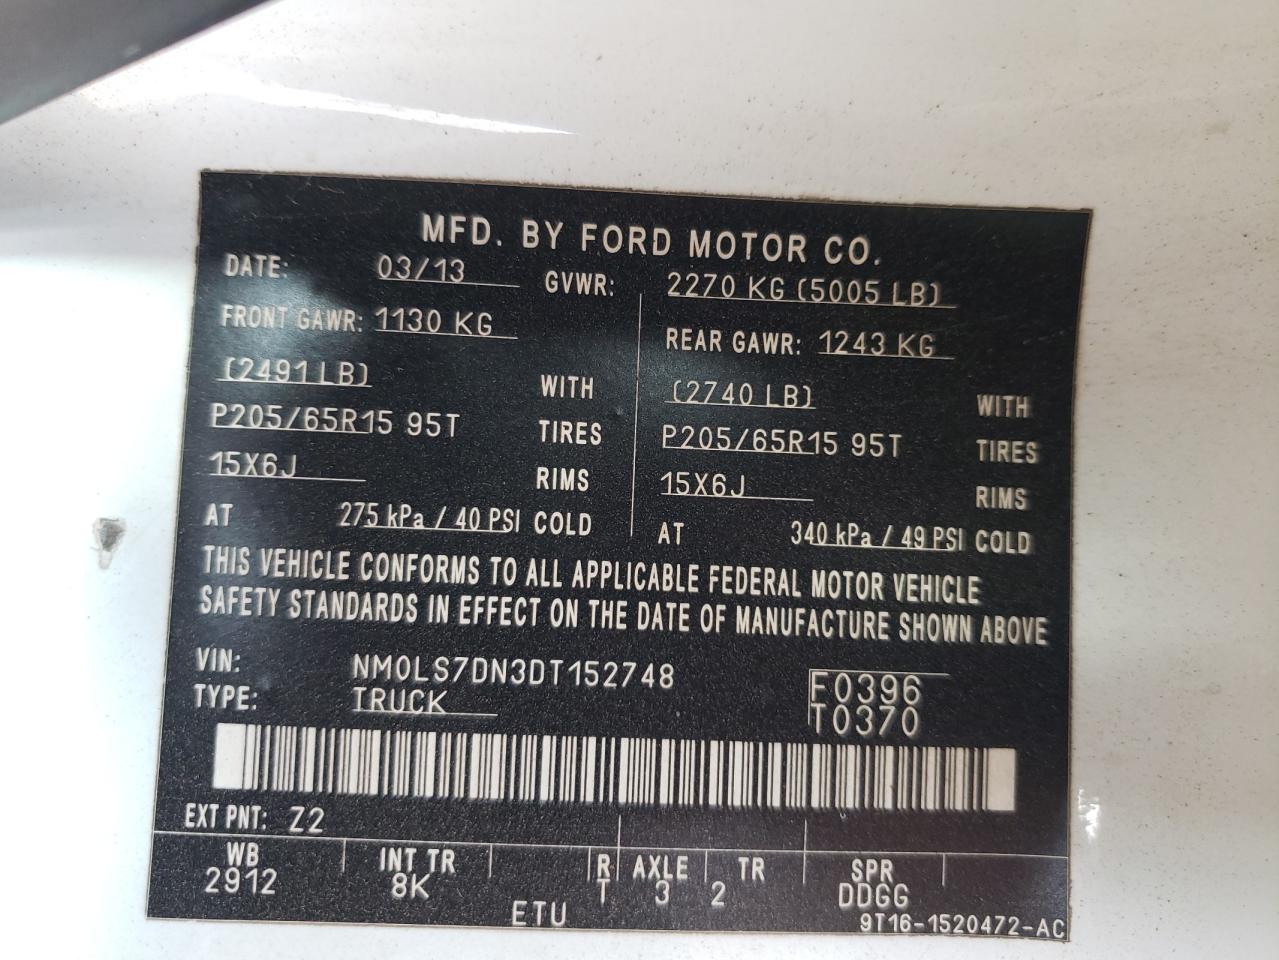 MFD. BY FORD MOTOR CO.
DATE: 03/13 GVWR: 2270 KG (5005 LB)
FRONT GAWR: 1130 KG REAR GAWR: 1243 KG
(2491 LB) WITH (2740 LB) WITH
P205/65R15 95T TIRES P205/65R15 95T TIRES
15X6J RIMS 15X6J RIMS
AT 275 kPa / 40 PSI COLD AT 340 kPa / 49 PSI COLD
THIS VEHICLE CONFORMS TO ALL APPLICABLE FEDERAL MOTOR VEHICLE
SAFETY STANDARDS IN EFFECT ON THE DATE OF MANUFACTURE SHOWN ABOVE
VIN: NM0LS7DN3DT152748 F0396
TYPE: TRUCK T0370
EXT PNT: Z2
WB INT TR R AXLE TR SPR
2912 8K T 3 2 DDGG
ETU 9T16-1520472-AC